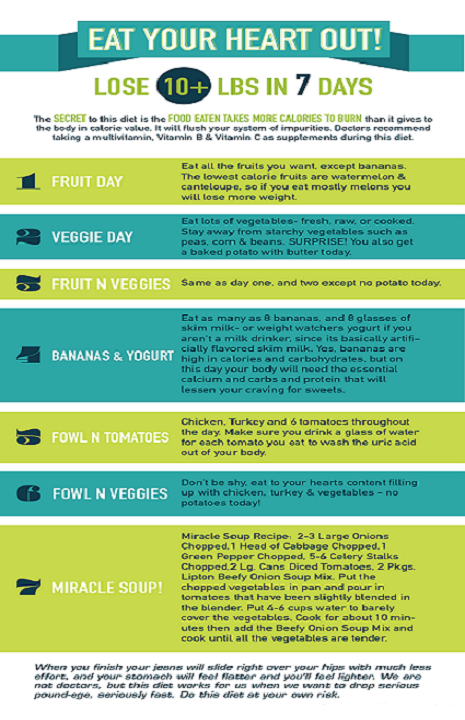 EAT YOUR HEART OUT!
LOSE 10+ LBS IN 7 DAYS
The SECRET to this diet is the FOOD EATEN TAKES MORE CALORIES TO BURN than it gives to
the body in calorie value. It will flush your system of impurities. Doctors recommend
taking a multivitamin, Vitamin B & Vitamin C as supplements during this diet.
1 FRUIT DAY
Eat all the fruits you want, except bananas.
The lowest calorie fruits are watermelon &
canteloupe, so if you eat mostly melons you
will lose more weight.
2 VEGGIE DAY
Eat lots of vegetables- fresh, raw, or cooked.
Stay away from starchy vegetables such as
peas, corn & beans. SURPRISE! You also get
a baked potato with butter today.
3 FRUIT N VEGGIES
Same as day one, and two except no potato today.
4 BANANAS & YOGURT
Eat as many as 8 bananas, and 8 glasses of
skim milk- or weight watchers yogurt if you
aren't a milk drinker, since its basically artifi-
cially flavored skim milk. Yes, bananas are
high in calories and carbohydrates, but on
this day your body will need the essential
calcium and carbs and protein that will
lessen your craving for sweets.
5 FOWL N TOMATOES
Chicken, Turkey and 6 tomatoes throughout
the day. Make sure you drink a glass of water
for each tomato you eat to wash the uric acid
out of your body.
6 FOWL N VEGGIES
Don't be shy, eat to your hearts content filling
up with chicken, turkey & vegetables - no
potatoes today!
7 MIRACLE SOUP!
Miracle Soup Recipe: 2-3 Large Onions
Chopped,1 Head of Cabbage Chopped,1
Green Pepper Chopped, 5-6 Celery Stalks
Chopped,2 Lg. Cans Diced Tomatoes, 2 Pkgs.
Lipton Beefy Onion Soup Mix. Put the
chopped vegetables in pan and pour in
tomatoes that have been slightly blended in
the blender. Put 4-6 cups water to barely
cover the vegetables. Cook for about 10 min-
utes then add the Beefy Onion Soup Mix and
cook until all the vegetables are tender.
When you finish your jeans will slide right over your hips with much less
effort, and your stomach will feel flatter and you'll feel lighter. We are
not doctors, but this diet works for us when we want to drop serious
pound-ege, seriously fast. Do this diet at your own risk.